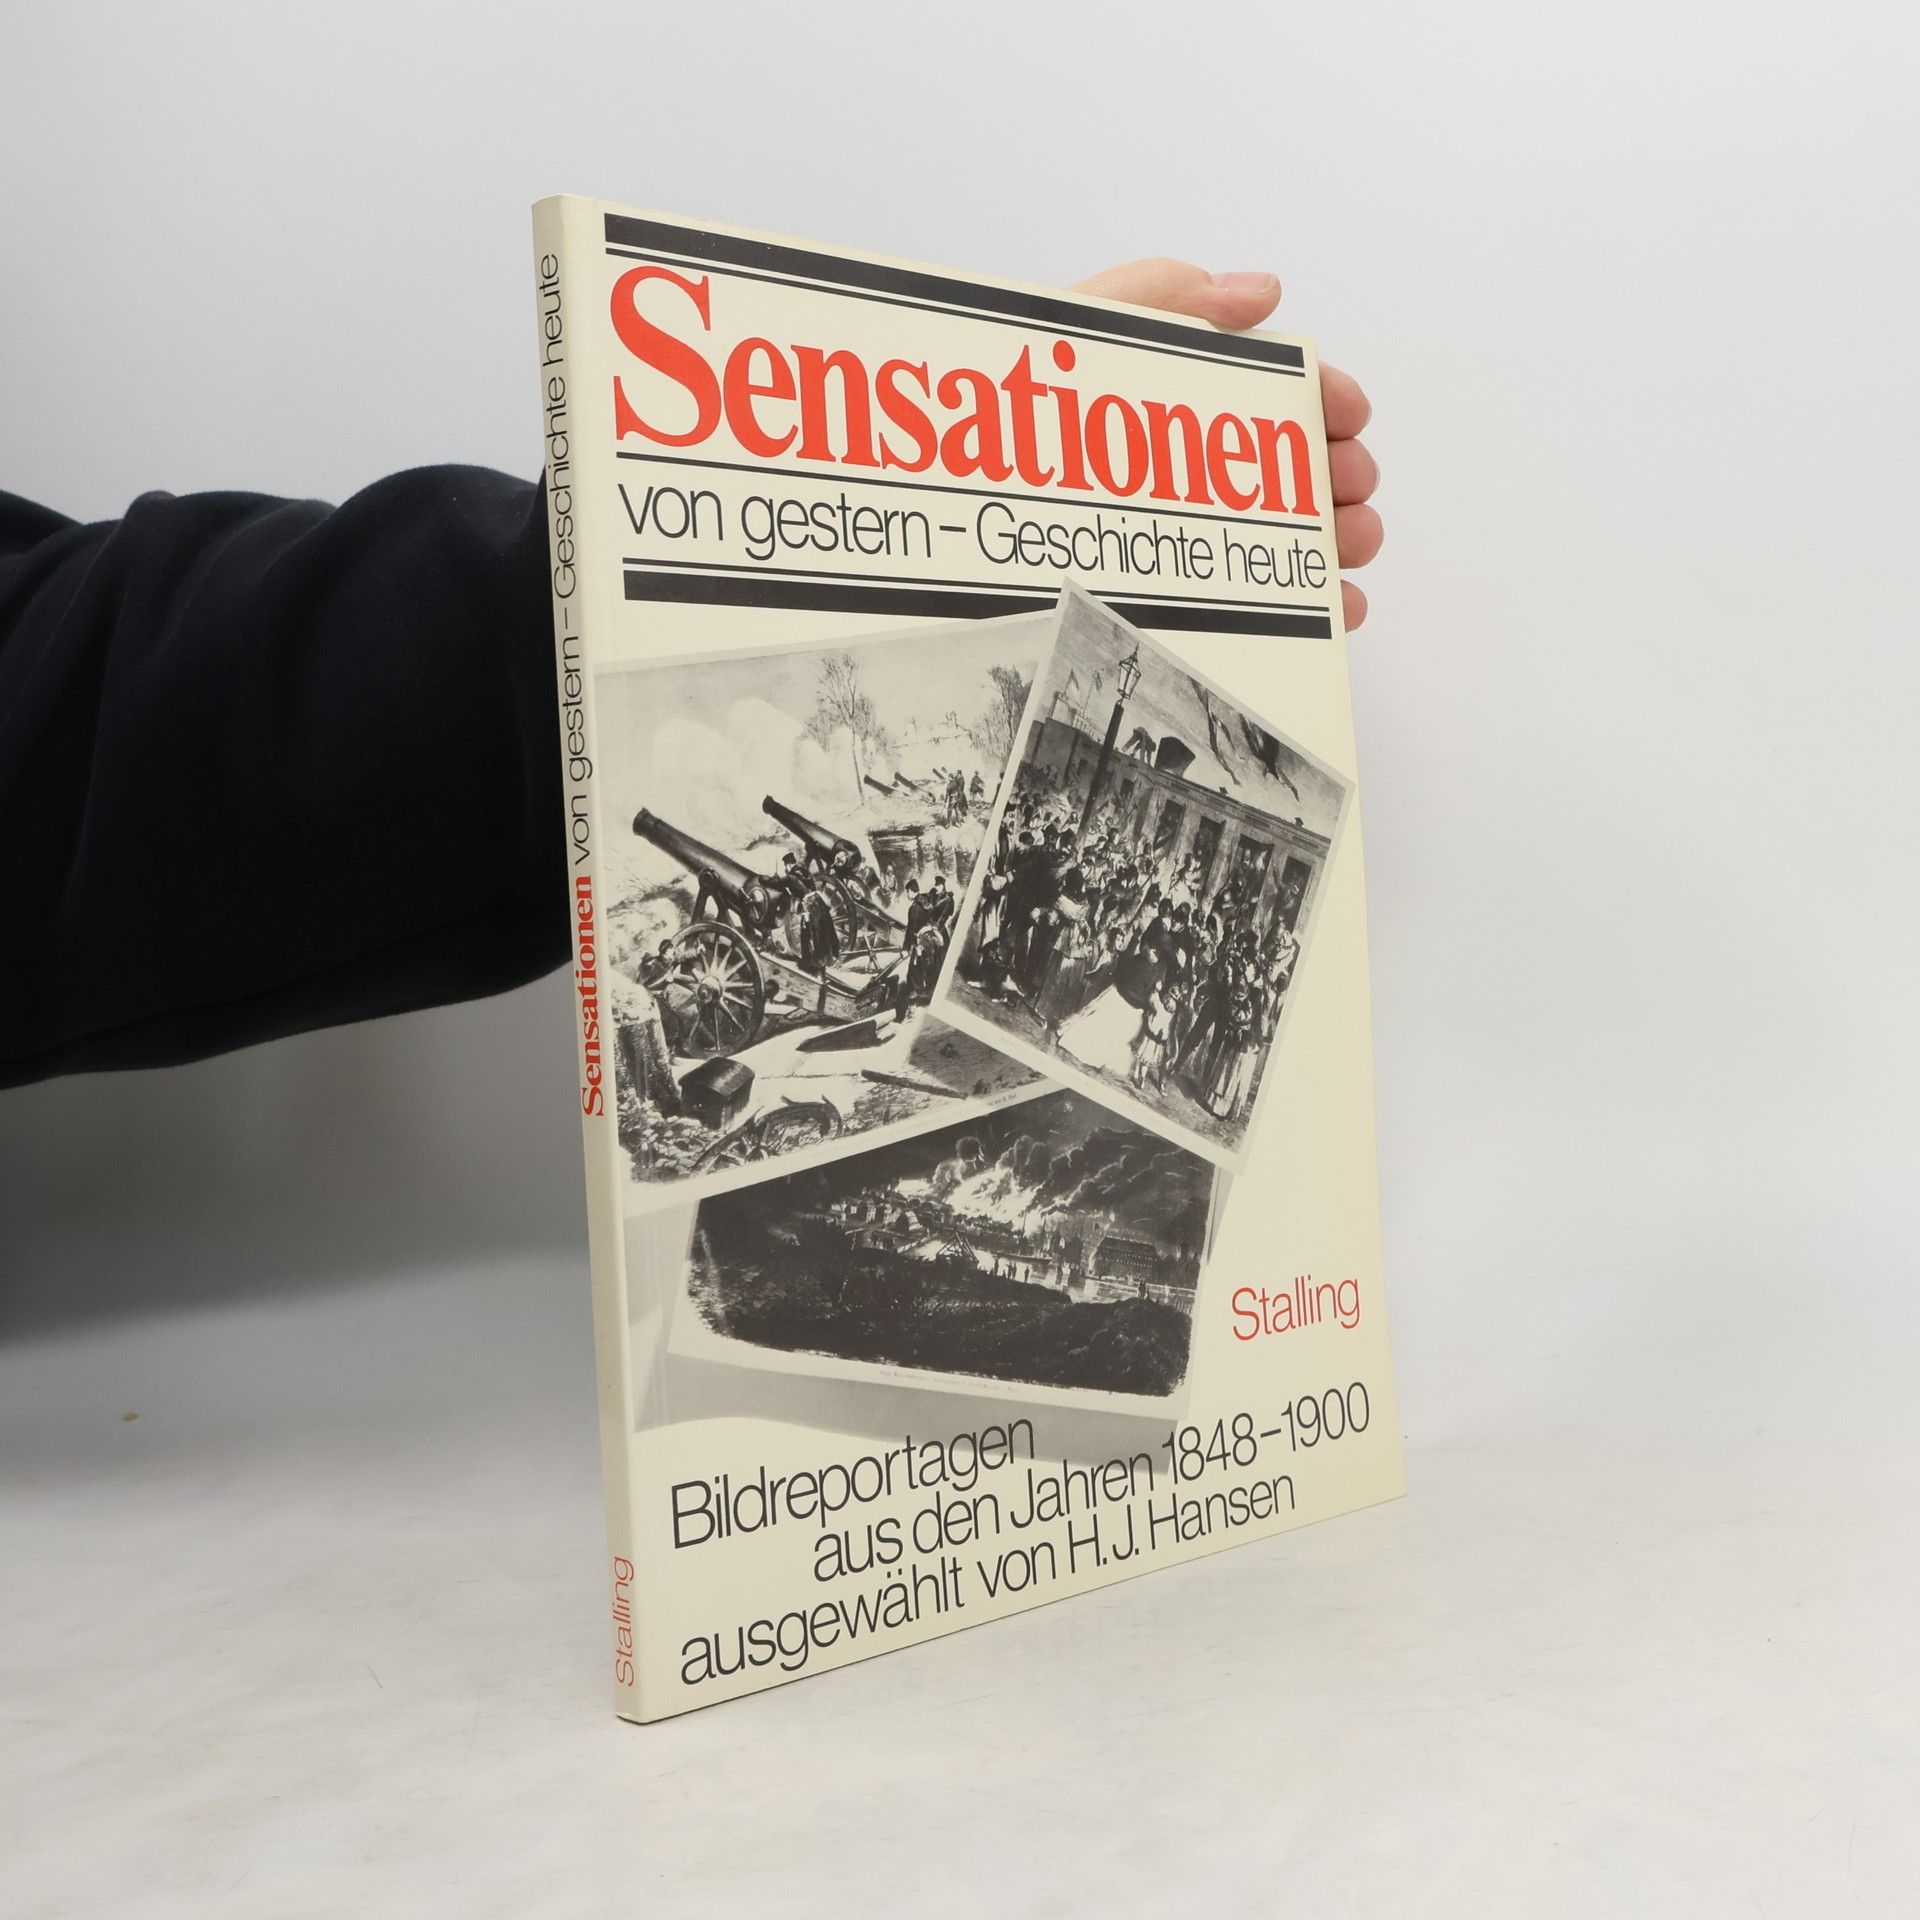 Sensationen
von gestern – Geschichte heute
Stalling
Bildreportagen
aus den Jahren 1848–1900
ausgewählt von H. J. Hansen
Sensationen von gestern – Geschichte heute
Stalling